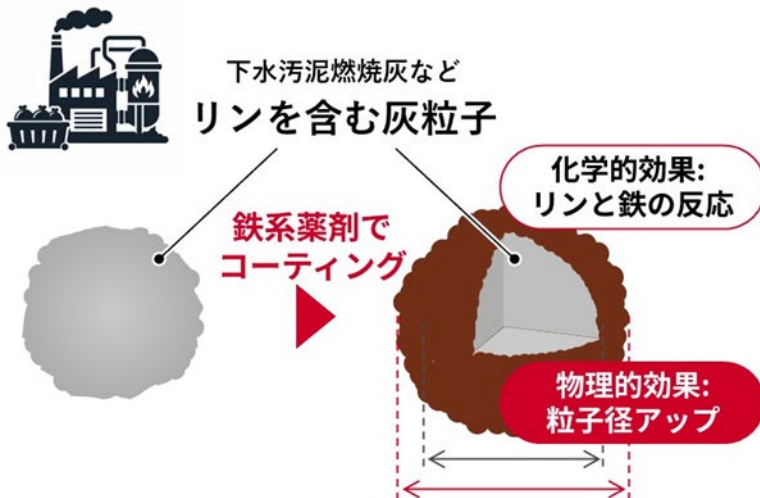 下水汚泥燃焼灰など
リンを含む灰粒子
化学的効果:
リンと鉄の反応
鉄系薬剤で
コーティング
物理的効果:
粒子径アップ